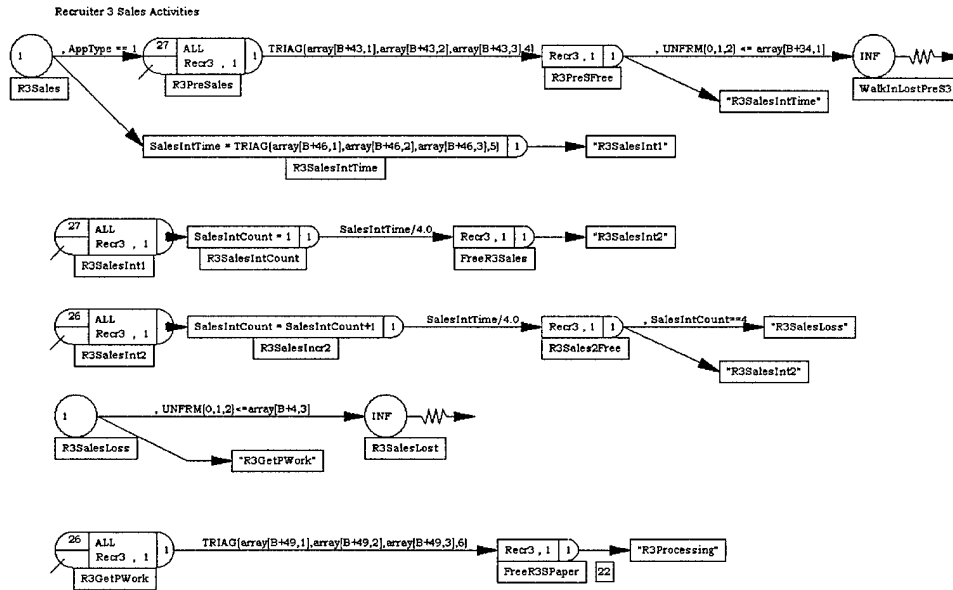 Recruiter 3 Sales Activities
1
R3Sales
, AppType == 1
27
ALL
Recr3 , 1
1
R3PreSales
TRIAG[array[B+43,1],array[B+43,2],array[B+43,3],4]
Recr3 , 1
1
R3PreSFree
, UNFRM[0,1,2] <= array[B+34,1]
INF
WalkInLostPreS3
"R3SalesIntTime"
SalesIntTime = TRIAG[array[B+46,1],array[B+46,2],array[B+46,3],5]
1
R3SalesIntTime
"R3SalesInt1"
27
ALL
Recr3 , 1
1
R3SalesInt1
SalesIntCount = 1
1
R3SalesIntCount
SalesIntTime/4.0
Recr3 , 1
1
FreeR3Sales
"R3SalesInt2"
26
ALL
Recr3 , 1
1
R3SalesInt2
SalesIntCount = SalesIntCount+1
1
R3SalesIncr2
SalesIntTime/4.0
Recr3 , 1
1
R3Sales2Free
, SalesIntCount==4
"R3SalesLoss"
"R3SalesInt2"
1
R3SalesLoss
, UNFRM[0,1,2]<=array[B+4,3]
INF
R3SalesLost
"R3GetPWork"
26
ALL
Recr3 , 1
1
R3GetPWork
TRIAG[array[B+49,1],array[B+49,2],array[B+49,3],6]
Recr3 , 1
1
FreeR3SPaper
22
"R3Processing"